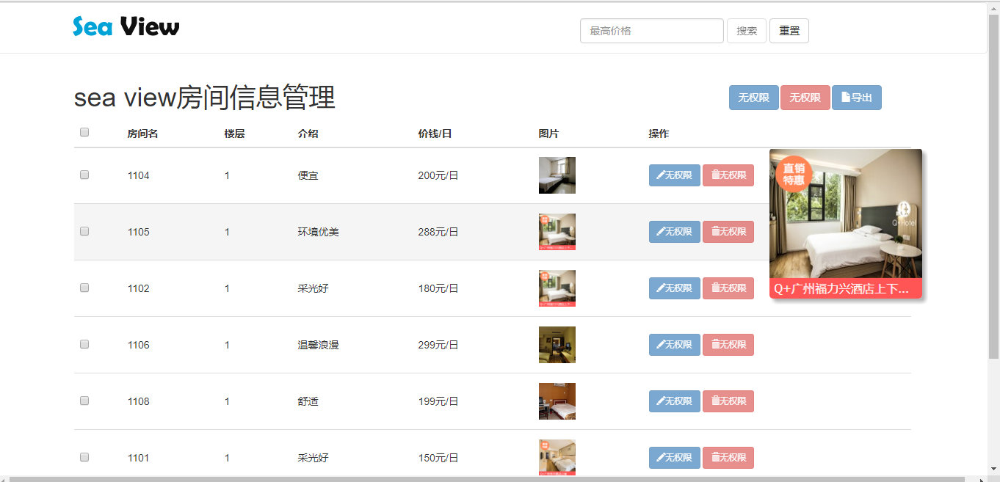 Sea View
最高价格 搜索 重置
sea view房间信息管理
无权限 无权限 导出
房间名 楼层 介绍 价钱/日 图片 操作
1104 1 便宜 200元/日 无权限 无权限
直销
特惠
Q+Hotel
1105 1 环境优美 288元/日 无权限 无权限
1102 1 采光好 180元/日 无权限 无权限
Q+广州福力兴酒店上下...
1106 1 温馨浪漫 299元/日 无权限 无权限
1108 1 舒适 199元/日 无权限 无权限
1101 1 采光好 150元/日 无权限 无权限